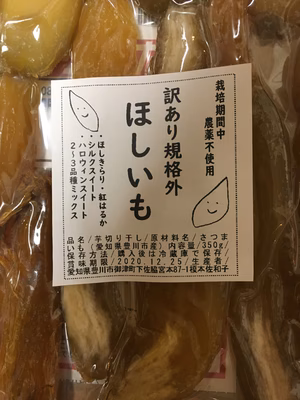 栽培期間中
農薬不使用
訳あり規格外
ほしいも
・ほしきらり・紅はるか
・シルクスイート
・ハロウィンスイート
2～3品種ミックス
品名/芋切り干し/原材料名/さつま
いも(愛知県豊川市産)内容量/350g/
保存方法/購入後は冷蔵庫で保存/
賞味期限/2020.12.25/生産者/
愛知県豊川市御津町下佐脇宮本87-1榎本佐和子